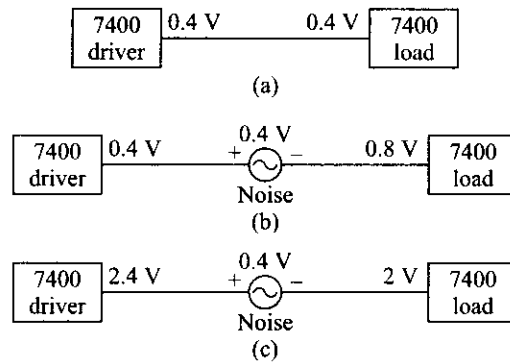 7400 driver 0.4 V 0.4 V 7400 load
(a)
7400 driver 0.4 V + 0.4 V − Noise 0.8 V 7400 load
(b)
7400 driver 2.4 V + 0.4 V − Noise 2 V 7400 load
(c)